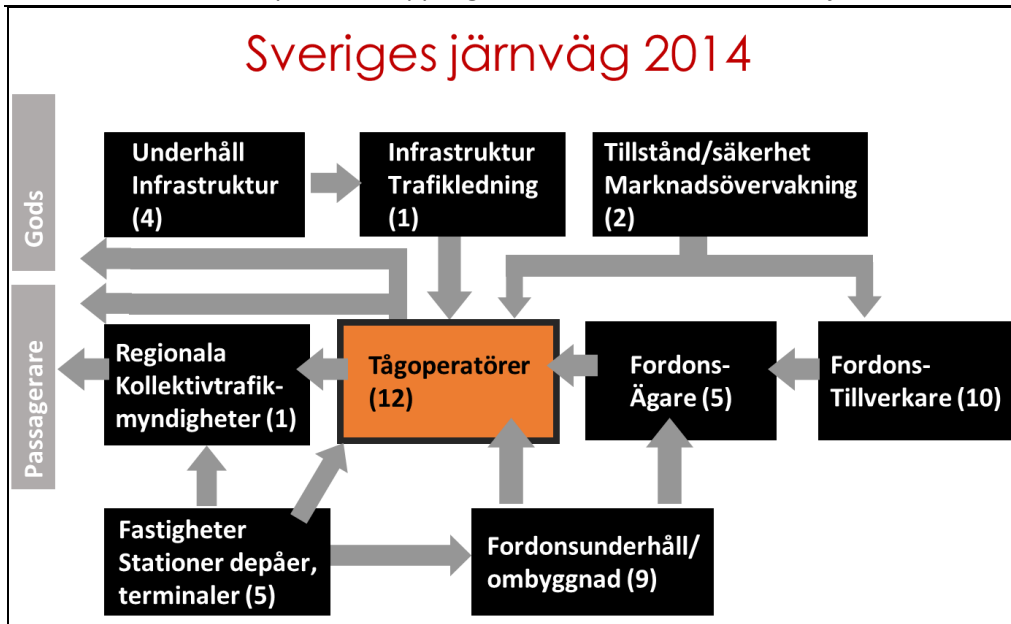 Sveriges järnväg 2014
Gods
Underhåll
Infrastruktur
(4)
Infrastruktur
Trafikledning
(1)
Tillstånd/säkerhet
Marknadsövervakning
(2)
Passagerare
Regionala
Kollektivtrafik-
myndigheter (1)
Tågoperatörer
(12)
Fordons-
Ägare (5)
Fordons-
Tillverkare (10)
Fastigheter
Stationer depåer,
terminaler (5)
Fordonsunderhåll/
ombyggnad (9)